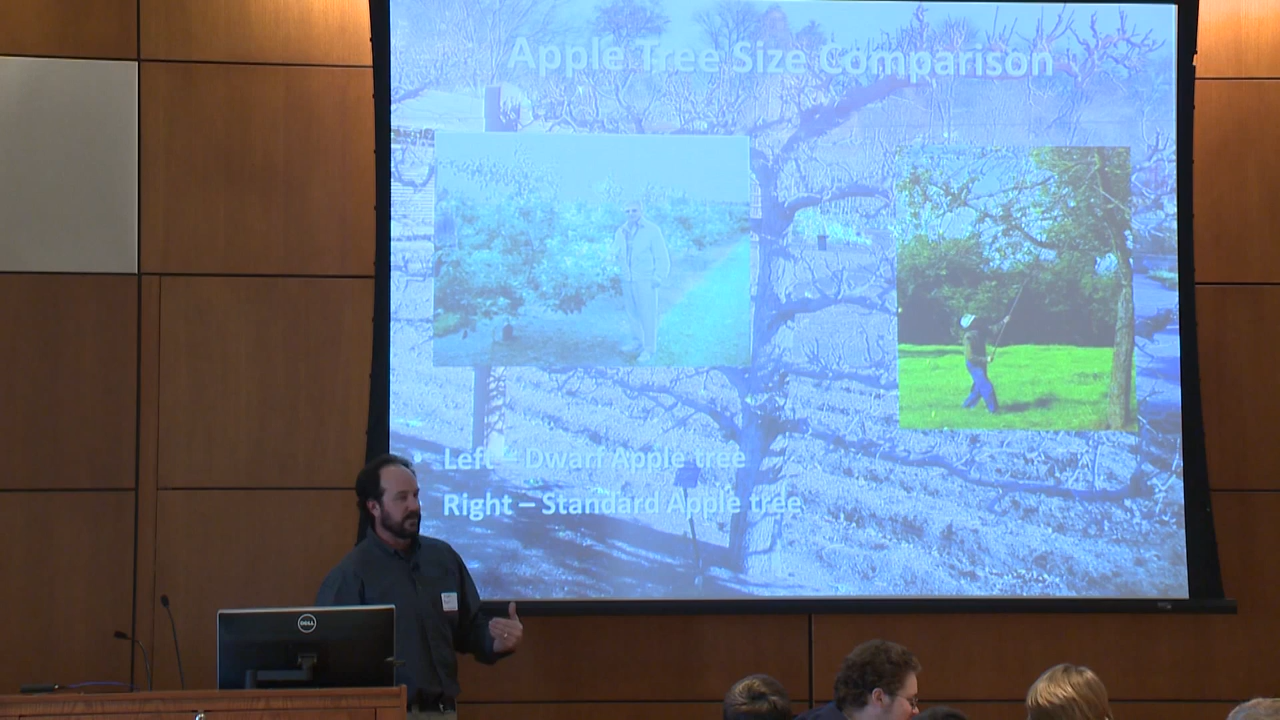 Apple Tree Size Comparison
• Left – Dwarf Apple tree
Right – Standard Apple tree
DELL